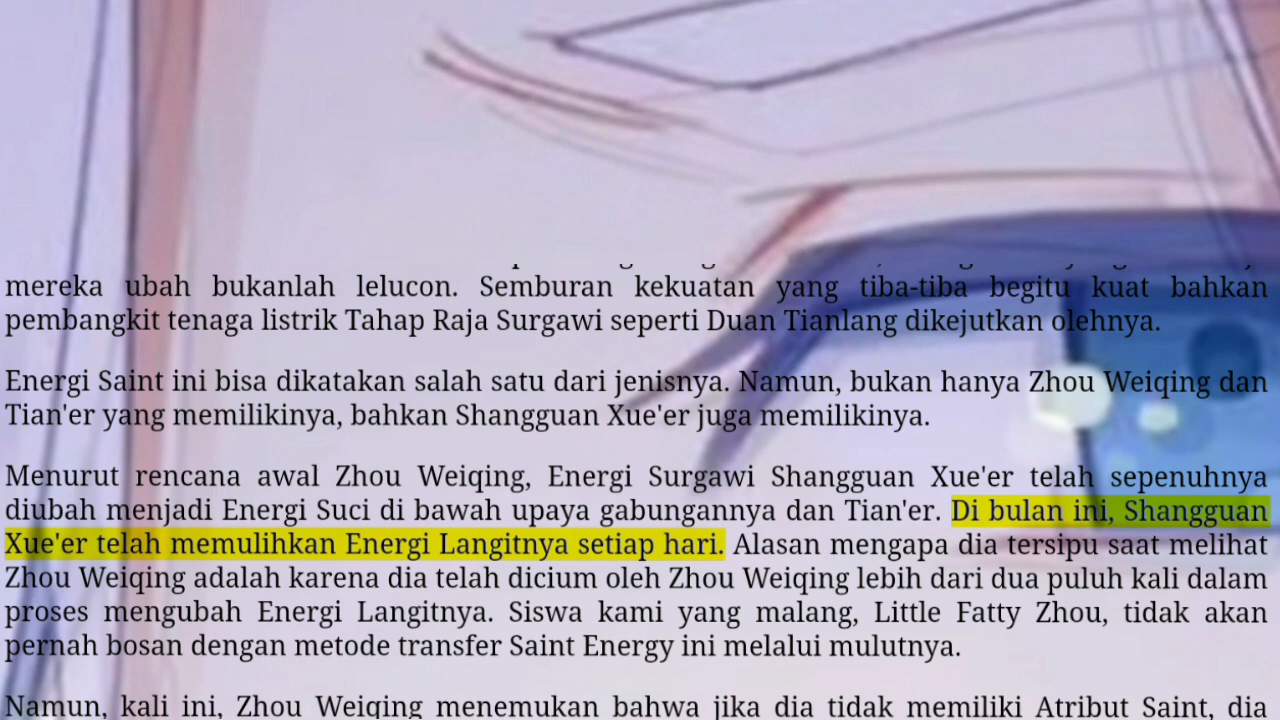 mereka ubah bukanlah lelucon. Semburan kekuatan yang tiba-tiba begitu kuat bahkan
pembangkit tenaga listrik Tahap Raja Surgawi seperti Duan Tianlang dikejutkan olehnya.
Energi Saint ini bisa dikatakan salah satu dari jenisnya. Namun, bukan hanya Zhou Weiqing dan
Tian'er yang memilikinya, bahkan Shangguan Xue'er juga memilikinya.
Menurut rencana awal Zhou Weiqing, Energi Surgawi Shangguan Xue'er telah sepenuhnya
diubah menjadi Energi Suci di bawah upaya gabungannya dan Tian'er. Di bulan ini, Shangguan
Xue'er telah memulihkan Energi Langitnya setiap hari. Alasan mengapa dia tersipu saat melihat
Zhou Weiqing adalah karena dia telah dicium oleh Zhou Weiqing lebih dari dua puluh kali dalam
proses mengubah Energi Langitnya. Siswa kami yang malang, Little Fatty Zhou, tidak akan
pernah bosan dengan metode transfer Saint Energy ini melalui mulutnya.
Namun, kali ini, Zhou Weiqing menemukan bahwa jika dia tidak memiliki Atribut Saint, dia